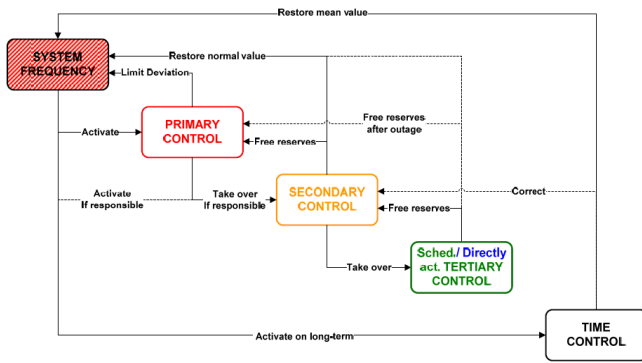 Restore mean value
SYSTEM
FREQUENCY
Restore normal value
Limit Deviation
PRIMARY
CONTROL
Activate
Free reserves
after outage
Free reserves
Activate
If responsible
Take over
If responsible
SECONDARY
CONTROL
Correct
Free reserves
Take over
Sched./ Directly
act. TERTIARY
CONTROL
Activate on long-term
TIME
CONTROL